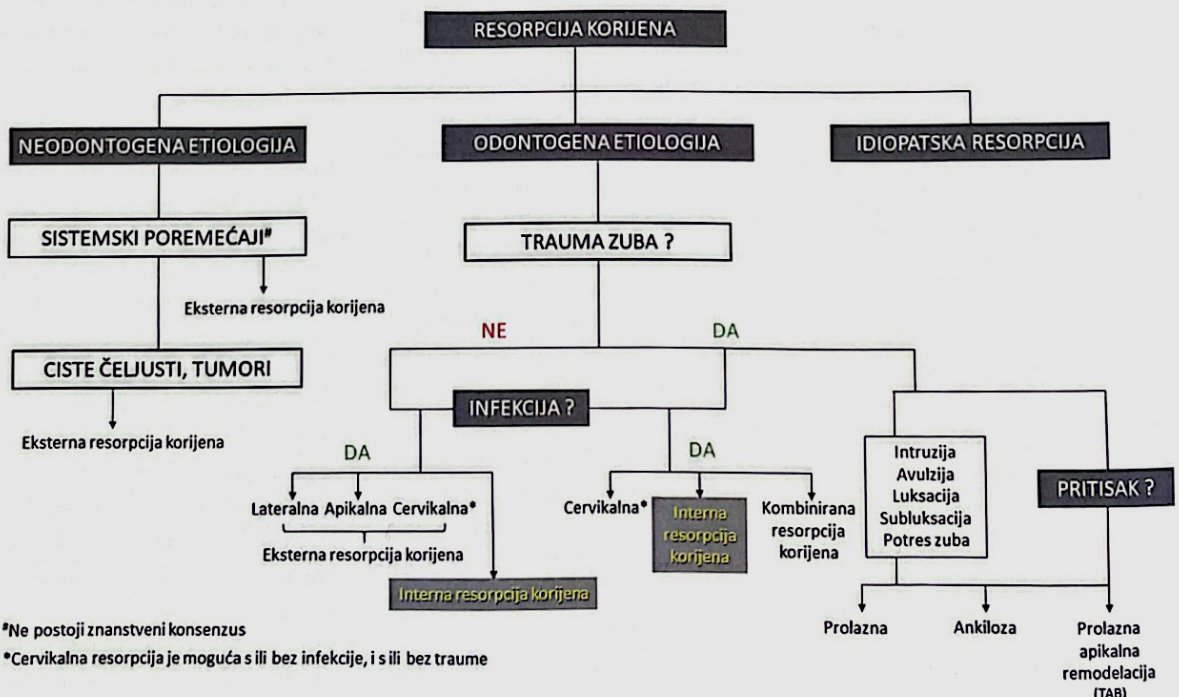 RESORPCIJA KORIJENA
NEODONTOGENA ETIOLOGIJA
ODONTOGENA ETIOLOGIJA
IDIOPATSKA RESORPCIJA
SISTEMSKI POREMEĆAJI#
TRAUMA ZUBA ?
Eksterna resorpcija korijena
NE
DA
CISTE ČELJUSTI, TUMORI
Eksterna resorpcija korijena
INFEKCIJA ?
DA
Lateralna Apikalna Cervikalna*
Eksterna resorpcija korijena
Interna resorpcija korijena
DA
Cervikalna*
Interna
resorpcija
korijena
Kombinirana
resorpcija
korijena
Intruzija
Avulzija
Luksacija
Subluksacija
Potres zuba
PRITISAK ?
Prolazna
Ankiloza
Prolazna
apikalna
remodelacija
(TAB)
#Ne postoji znanstveni konsenzus
*Cervikalna resorpcija je moguća s ili bez infekcije, i s ili bez traume